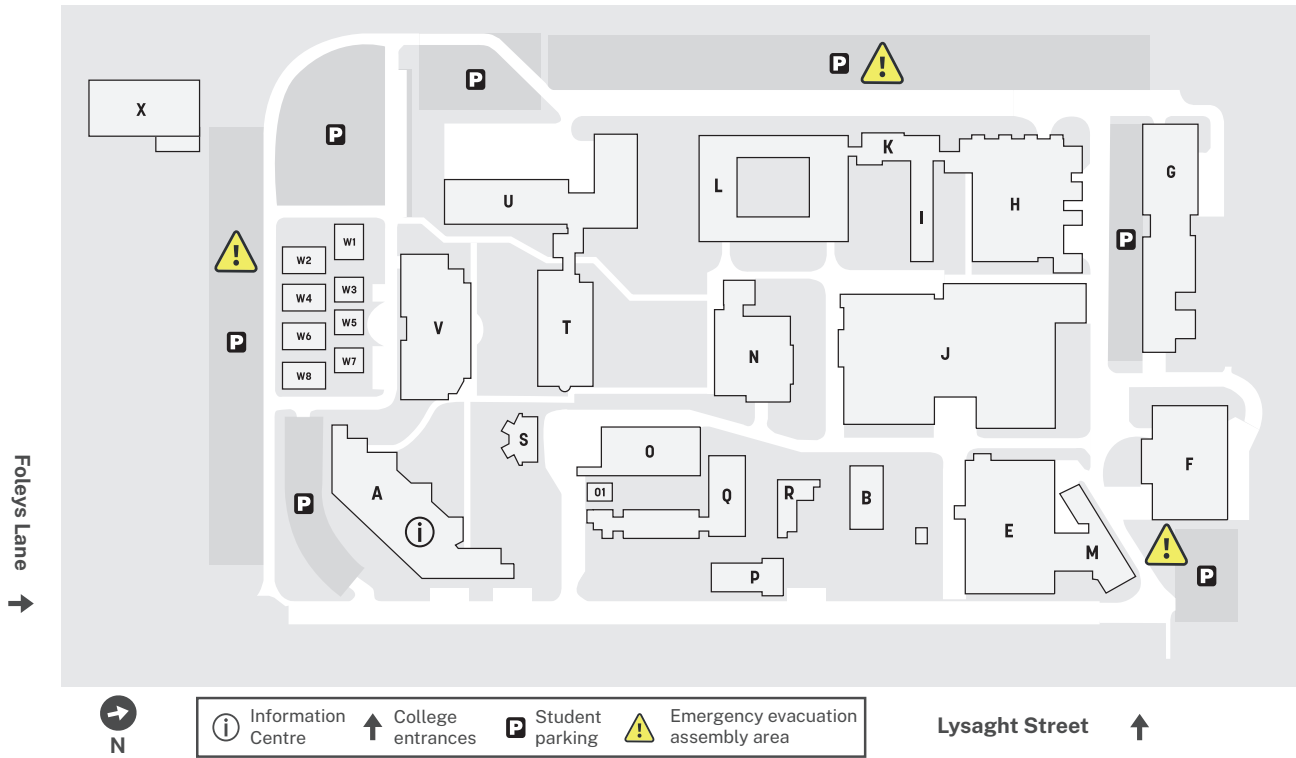 P
P
P
X
G
K
L
U
I
H
W1
P
W2
W3
W4
W5
W6
P
V
T
N
J
W7
W8
S
O
F
Foleys Lane
A
P
O1
Q
R
B
E
M
P
P
Information
Centre
College
entrances
P
Student
parking
Emergency evacuation
assembly area
Lysaght Street
N